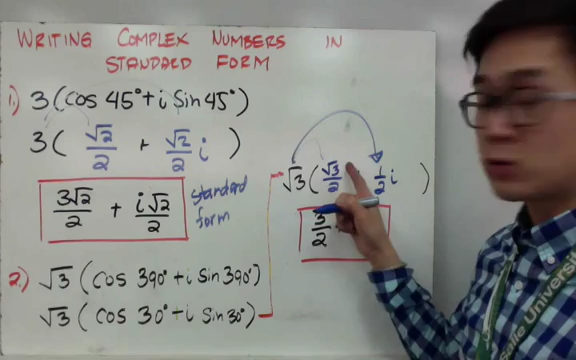 WRITING COMPLEX NUMBERS IN
STANDARD FORM
1.) 3(cos 45°+i sin 45°)
3(√2/2 + √2/2 i)
3√2/2 + i√2/2
standard
form
2.) √3 (cos 390°+i sin 390°)
√3 (cos 30°+i sin 30°)
√3(√3/2 1/2 i)
3/2
alle University